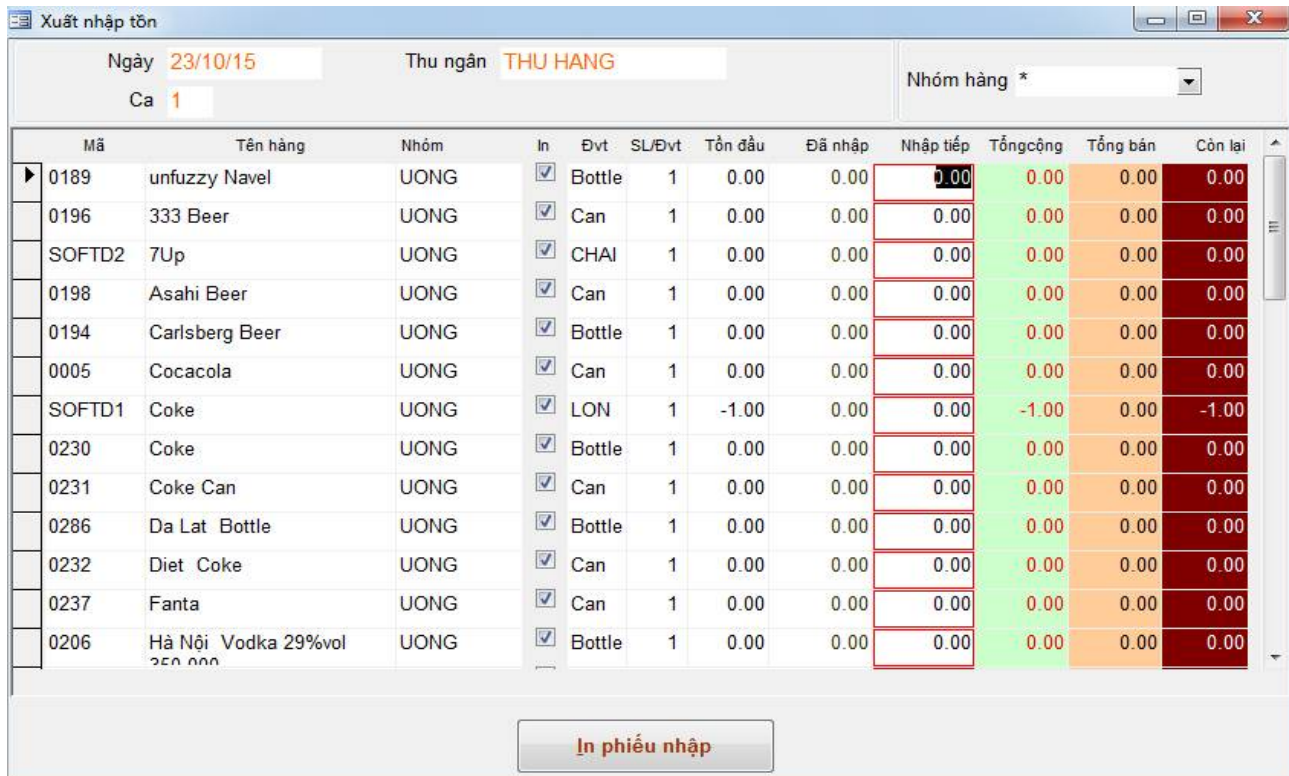 Xuất nhập tồn
Ngày 23/10/15 Thu ngân THU HANG Nhóm hàng *
Ca 1
Mã Tên hàng Nhóm In Đvt SL/Đvt Tồn đầu Đã nhập Nhập tiếp Tổngcộng Tổng bán Còn lại
0189 unfuzzy Navel UONG Bottle 1 0.00 0.00 0.00 0.00 0.00 0.00
0196 333 Beer UONG Can 1 0.00 0.00 0.00 0.00 0.00 0.00
SOFTD2 7Up UONG CHAI 1 0.00 0.00 0.00 0.00 0.00 0.00
0198 Asahi Beer UONG Can 1 0.00 0.00 0.00 0.00 0.00 0.00
0194 Carlsberg Beer UONG Bottle 1 0.00 0.00 0.00 0.00 0.00 0.00
0005 Cocacola UONG Can 1 0.00 0.00 0.00 0.00 0.00 0.00
SOFTD1 Coke UONG LON 1 -1.00 0.00 0.00 -1.00 0.00 -1.00
0230 Coke UONG Bottle 1 0.00 0.00 0.00 0.00 0.00 0.00
0231 Coke Can UONG Can 1 0.00 0.00 0.00 0.00 0.00 0.00
0286 Da Lat Bottle UONG Bottle 1 0.00 0.00 0.00 0.00 0.00 0.00
0232 Diet Coke UONG Can 1 0.00 0.00 0.00 0.00 0.00 0.00
0237 Fanta UONG Can 1 0.00 0.00 0.00 0.00 0.00 0.00
0206 Hà Nội Vodka 29%vol UONG Bottle 1 0.00 0.00 0.00 0.00 0.00 0.00
In phiếu nhập